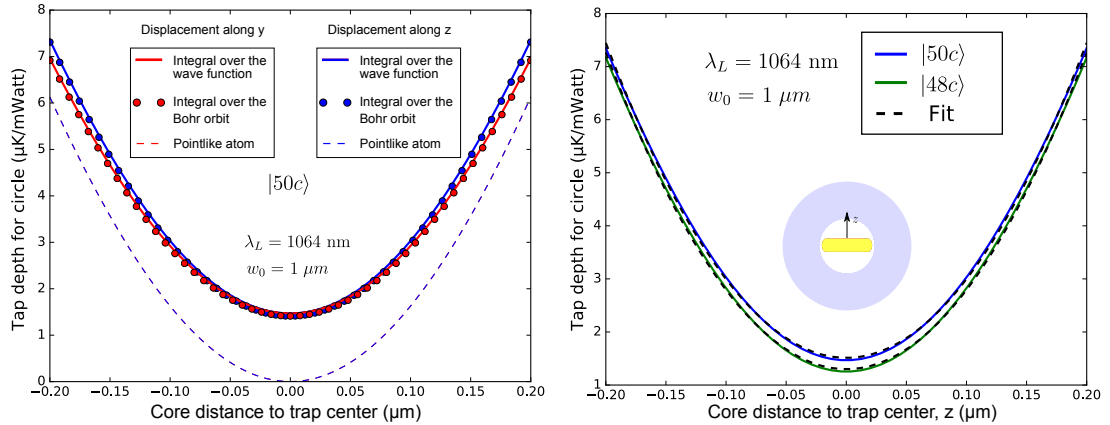 Displacement along y
Displacement along z
Integral over the
wave function
Integral over the
Bohr orbit
Pointlike atom
Integral over the
wave function
Integral over the
Bohr orbit
Pointlike atom
|50c⟩
λ_L = 1064 nm
w_0 = 1 μm
Tap depth for circle (μK/mWatt)
8
7
6
5
4
3
2
1
0
−0.20
−0.15
−0.10
−0.05
0.00
0.05
0.10
0.15
0.20
Core distance to trap center (μm)
λ_L = 1064 nm
w_0 = 1 μm
|50c⟩
|48c⟩
Fit
z
Tap depth for circle (μK/mWatt)
8
7
6
5
4
3
2
1
−0.20
−0.15
−0.10
−0.05
0.00
0.05
0.10
0.15
0.20
Core distance to trap center, z (μm)